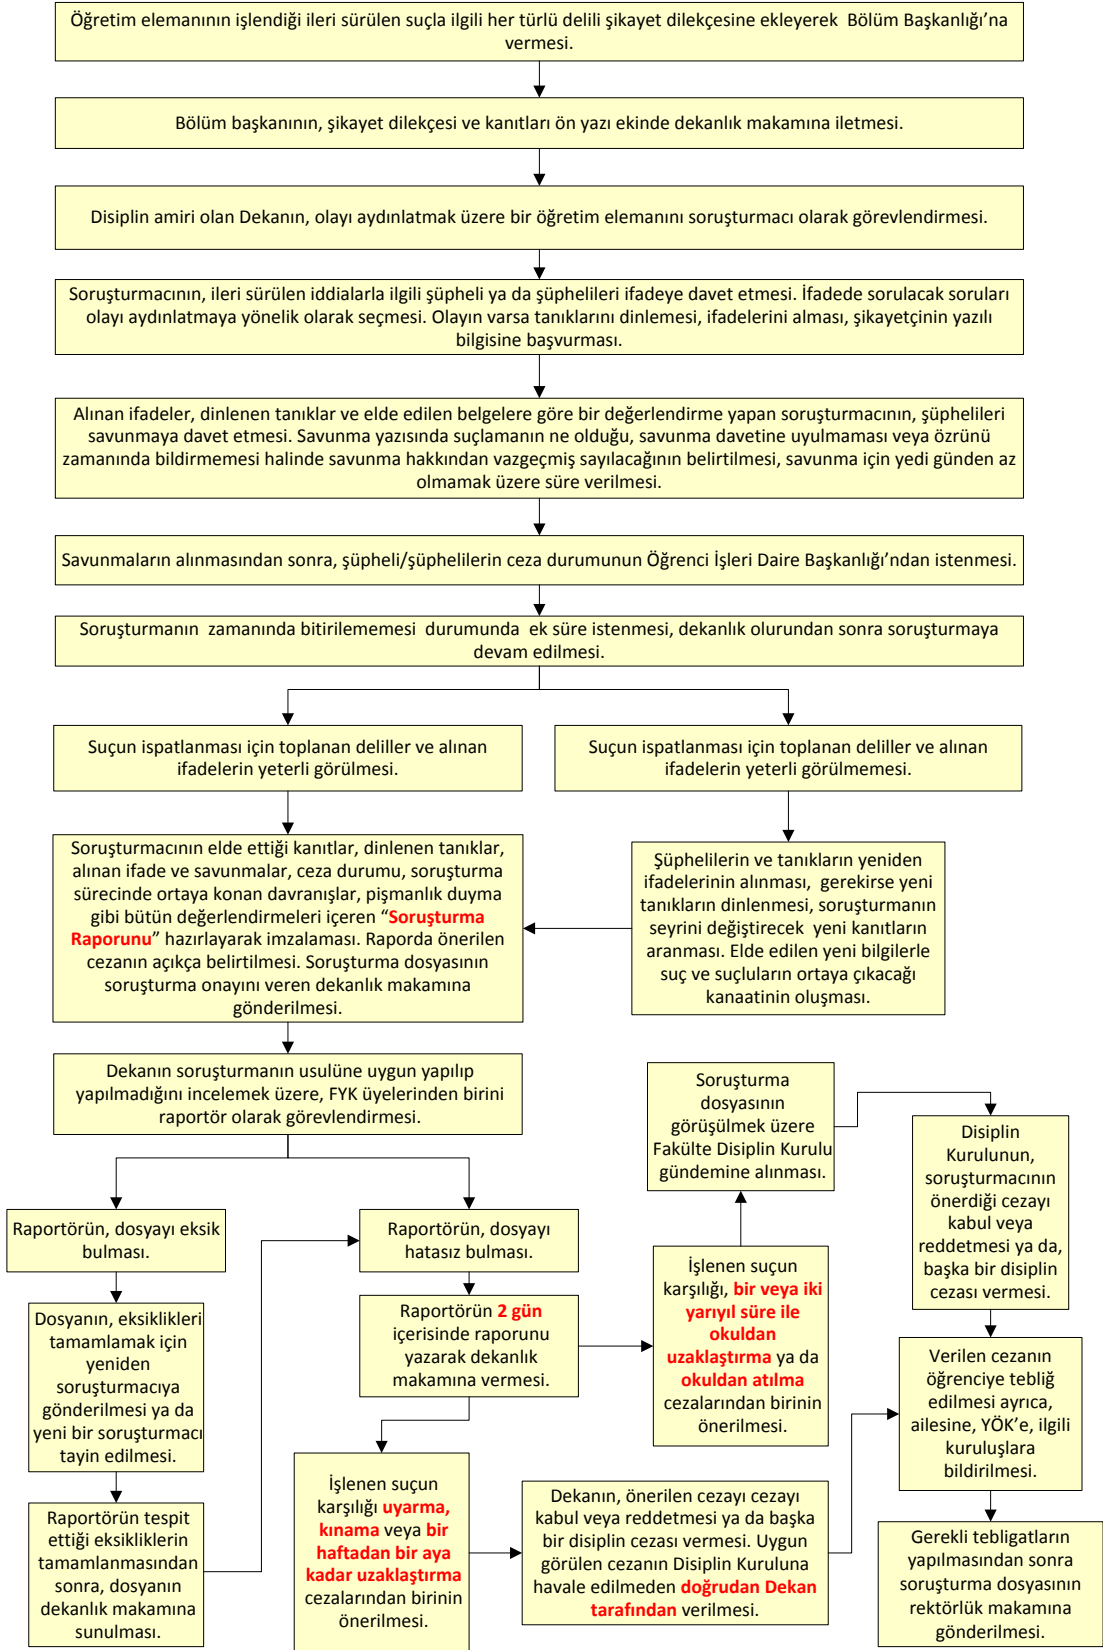 Öğretim elemanının işlendiği ileri sürülen suçla ilgili her türlü delili şikayet dilekçesine ekleyerek Bölüm Başkanlığı’na
vermesi.
Bölüm başkanının, şikayet dilekçesi ve kanıtları ön yazı ekinde dekanlık makamına iletmesi.
Disiplin amiri olan Dekanın, olayı aydınlatmak üzere bir öğretim elemanını soruşturmacı olarak görevlendirmesi.
Soruşturmacının, ileri sürülen iddialarla ilgili şüpheli ya da şüphelileri ifadeye davet etmesi. İfadede sorulacak soruları
olayı aydınlatmaya yönelik olarak seçmesi. Olayın varsa tanıklarını dinlemesi, ifadelerini alması, şikayetçinin yazılı
bilgisine başvurması.
Alınan ifadeler, dinlenen tanıklar ve elde edilen belgelere göre bir değerlendirme yapan soruşturmacının, şüphelileri
savunmaya davet etmesi. Savunma yazısında suçlamanın ne olduğu, savunma davetine uyulmaması veya özrünü
zamanında bildirmemesi halinde savunma hakkından vazgeçmiş sayılacağının belirtilmesi, savunma için yedi günden az
olmamak üzere süre verilmesi.
Savunmaların alınmasından sonra, şüpheli/şüphelilerin ceza durumunun Öğrenci İşleri Daire Başkanlığı’ndan istenmesi.
Soruşturmanın zamanında bitirilememesi durumunda ek süre istenmesi, dekanlık olurundan sonra soruşturmaya
devam edilmesi.
Suçun ispatlanması için toplanan deliller ve alınan
ifadelerin yeterli görülmesi.
Suçun ispatlanması için toplanan deliller ve alınan
ifadelerin yeterli görülmemesi.
Soruşturmacının elde ettiği kanıtlar, dinlenen tanıklar,
alınan ifade ve savunmalar, ceza durumu, soruşturma
sürecinde ortaya konan davranışlar, pişmanlık duyma
gibi bütün değerlendirmeleri içeren “Soruşturma
Raporunu” hazırlayarak imzalaması. Raporda önerilen
cezanın açıkça belirtilmesi. Soruşturma dosyasının
soruşturma onayını veren dekanlık makamına
gönderilmesi.
Şüphelilerin ve tanıkların yeniden
ifadelerinin alınması, gerekirse yeni
tanıkların dinlenmesi, soruşturmanın
seyrini değiştirecek yeni kanıtların
aranması. Elde edilen yeni bilgilerle
suç ve suçluların ortaya çıkacağı
kanaatinin oluşması.
Dekanın soruşturmanın usulüne uygun yapılıp
yapılmadığını incelemek üzere, FYK üyelerinden birini
raportör olarak görevlendirmesi.
Soruşturma
dosyasının
görüşülmek üzere
Fakülte Disiplin Kurulu
gündemine alınması.
Disiplin
Kurulunun,
soruşturmacının
önerdiği cezayı
kabul veya
reddetmesi ya da,
başka bir disiplin
cezası vermesi.
Raportörün, dosyayı eksik
bulması.
Raportörün, dosyayı
hatasız bulması.
İşlenen suçun
karşılığı, bir veya iki
yarıyıl süre ile
okuldan
uzaklaştırma ya da
okuldan atılma
cezalarından birinin
önerilmesi.
Dosyanın, eksiklikleri
tamamlamak için
yeniden
soruşturmacıya
gönderilmesi ya da
yeni bir soruşturmacı
tayin edilmesi.
Raportörün 2 gün
içerisinde raporunu
yazarak dekanlık
makamına vermesi.
Verilen cezanın
öğrenciye tebliğ
edilmesi ayrıca,
ailesine, YÖK’e, ilgili
kuruluşlara
bildirilmesi.
Raportörün tespit
ettiği eksikliklerin
tamamlanmasından
sonra, dosyanın
dekanlık makamına
sunulması.
İşlenen suçun
karşılığı uyarma,
kınama veya bir
haftadan bir aya
kadar uzaklaştırma
cezalarından birinin
önerilmesi.
Dekanın, önerilen cezayı cezayı
kabul veya reddetmesi ya da başka
bir disiplin cezası vermesi. Uygun
görülen cezanın Disiplin Kuruluna
havale edilmeden doğrudan Dekan
tarafından verilmesi.
Gerekli tebligatların
yapılmasından sonra
soruşturma dosyasının
rektörlük makamına
gönderilmesi.